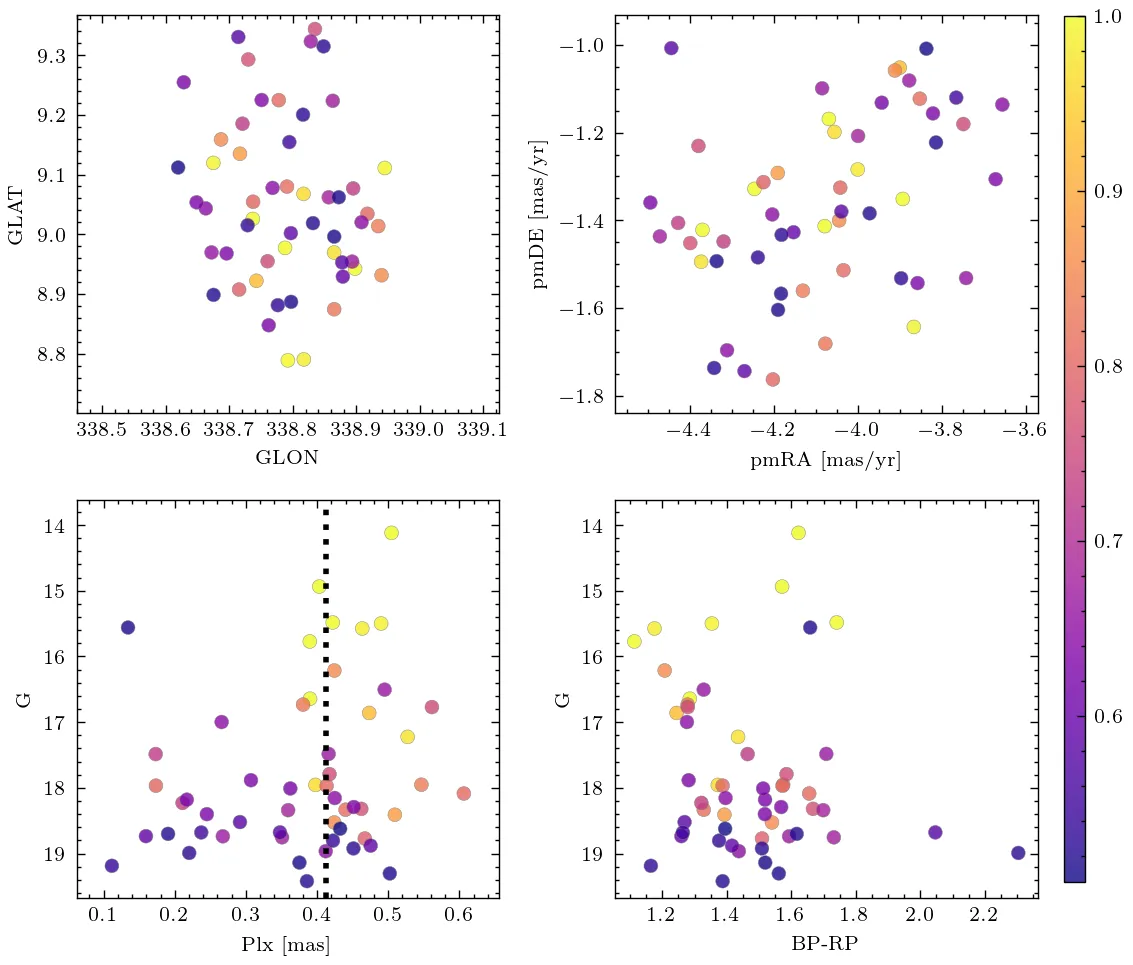 9.3
9.2
9.1
9.0
8.9
8.8
GLAT
338.5 338.6 338.7 338.8 338.9 339.0 339.1
GLON
−1.0
−1.2
−1.4
−1.6
−1.8
pmDE [mas/yr]
−4.4 −4.2 −4.0 −3.8 −3.6
pmRA [mas/yr]
14
15
16
17
18
19
G
0.1 0.2 0.3 0.4 0.5 0.6
Plx [mas]
14
15
16
17
18
19
G
1.2 1.4 1.6 1.8 2.0 2.2
BP-RP
1.0
0.9
0.8
0.7
0.6